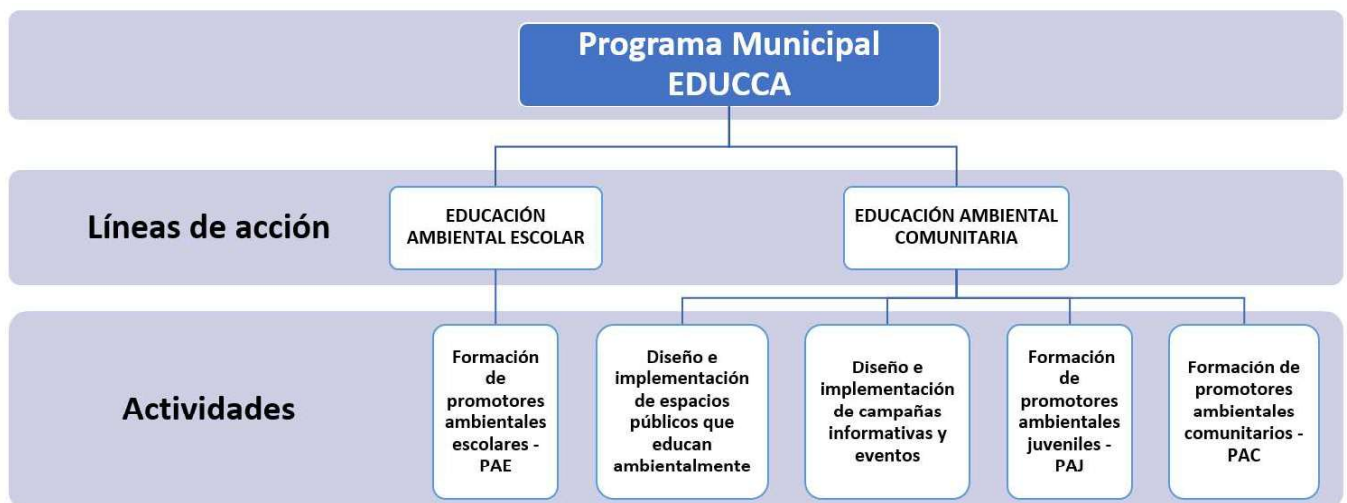 Programa Municipal
EDUCCA
Líneas de acción
EDUCACIÓN
AMBIENTAL ESCOLAR
EDUCACIÓN AMBIENTAL
COMUNITARIA
Actividades
Formación
de
promotores
ambientales
escolares -
PAE
Diseño e
implementación
de espacios
públicos que
educan
ambientalmente
Diseño e
implementación
de campañas
informativas y
eventos
Formación
de
promotores
ambientales
juveniles -
PAJ
Formación de
promotores
ambientales
comunitarios -
PAC